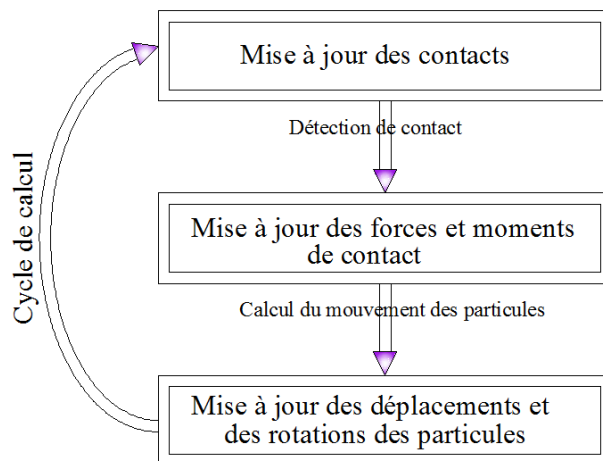 Mise à jour des contacts
Détection de contact
Mise à jour des forces et moments
de contact
Calcul du mouvement des particules
Mise à jour des déplacements et
des rotations des particules
Cycle de calcul